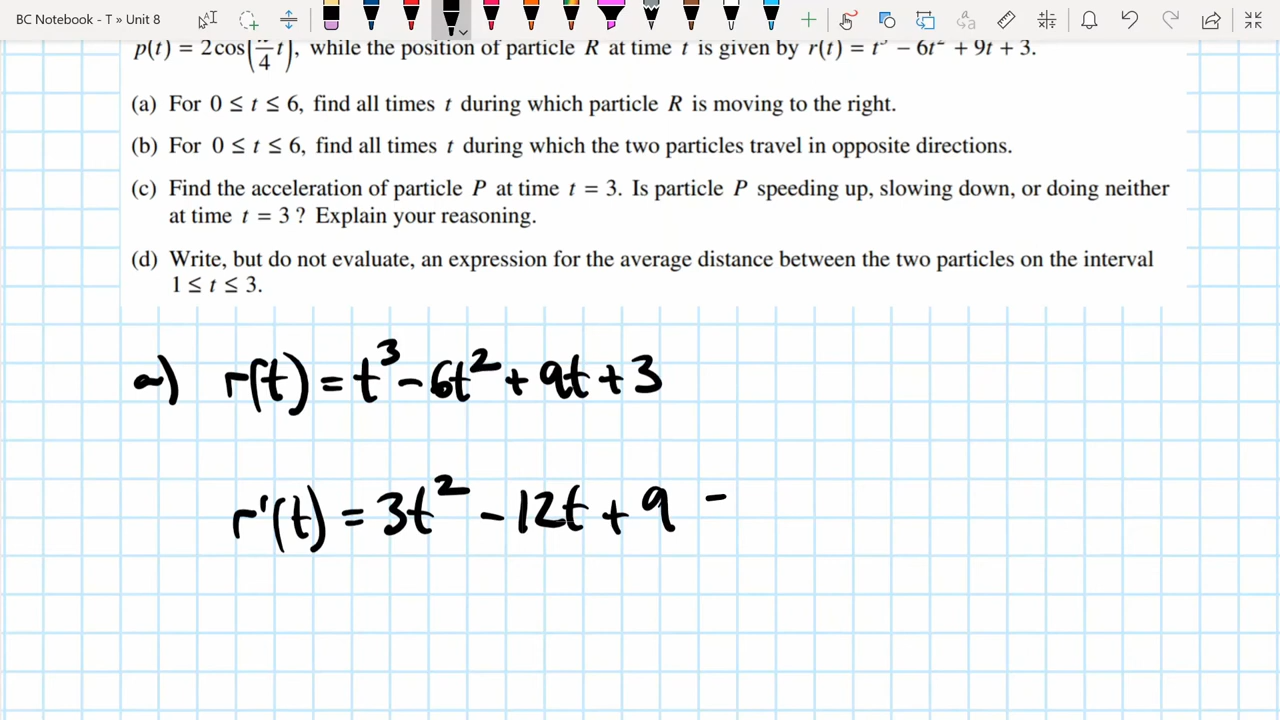 BC Notebook - T » Unit 8
p(t) = 2cos(π/4 t), while the position of particle R at time t is given by r(t) = t³ − 6t² + 9t + 3.
(a) For 0 ≤ t ≤ 6, find all times t during which particle R is moving to the right.
(b) For 0 ≤ t ≤ 6, find all times t during which the two particles travel in opposite directions.
(c) Find the acceleration of particle P at time t = 3. Is particle P speeding up, slowing down, or doing neither
at time t = 3 ? Explain your reasoning.
(d) Write, but do not evaluate, an expression for the average distance between the two particles on the interval
1 ≤ t ≤ 3.
a) r(t) = t³ − 6t² + 9t + 3
r'(t) = 3t² − 12t + 9 −